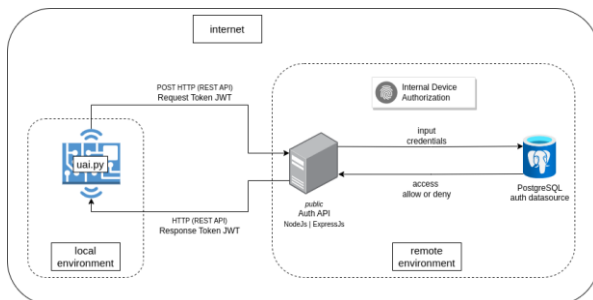 internet
POST HTTP (REST API)
Request Token JWT
Internal Device
Authorization
uai.py
input
credentials
access
allow or deny
public
Auth API
NodeJs | ExpressJs
PostgreSQL
auth datasource
HTTP (REST API)
Response Token JWT
local
environment
remote
environment